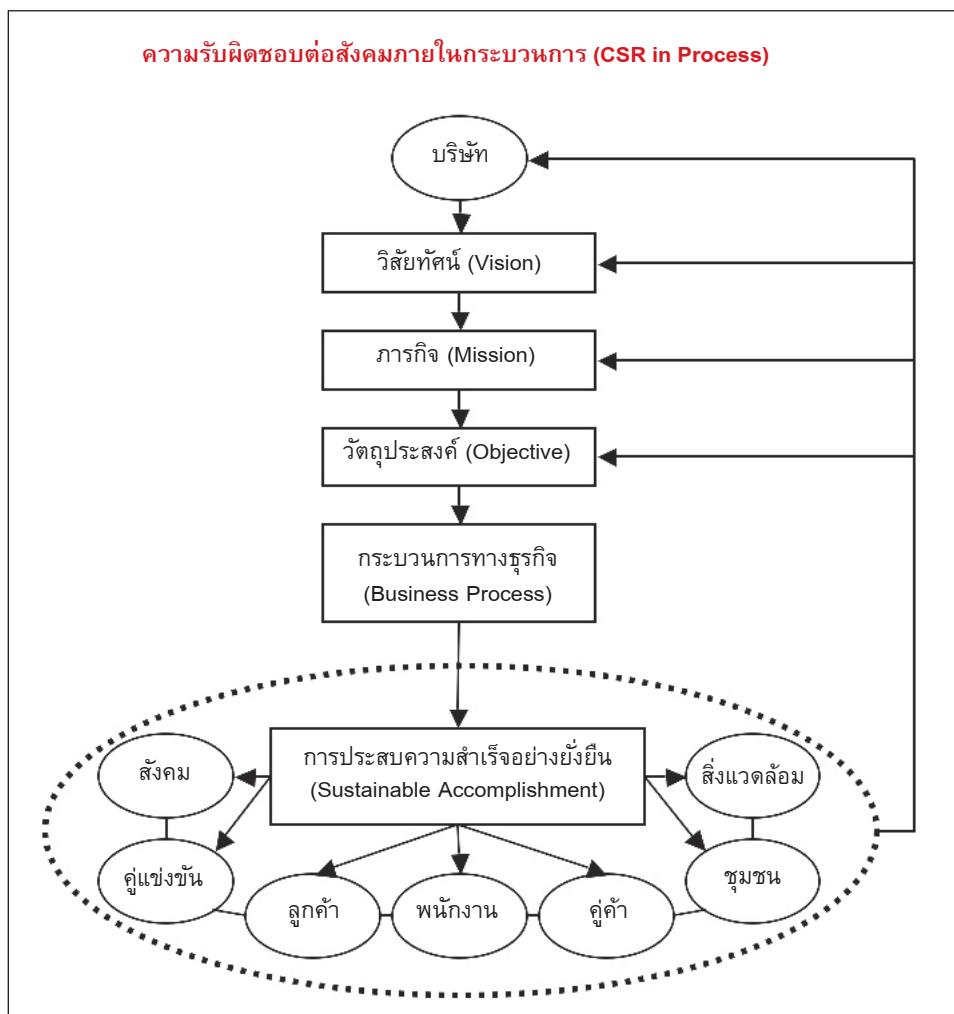 ความรับผิดชอบต่อสังคมภายในกระบวนการ (CSR in Process)
บริษัท
วิสัยทัศน์ (Vision)
ภารกิจ (Mission)
วัตถุประสงค์ (Objective)
กระบวนการทางธุรกิจ
(Business Process)
การประสบความสำเร็จอย่างยั่งยืน
(Sustainable Accomplishment)
สังคม
สิ่งแวดล้อม
คู่แข่งขัน
ชุมชน
ลูกค้า
พนักงาน
คู่ค้า